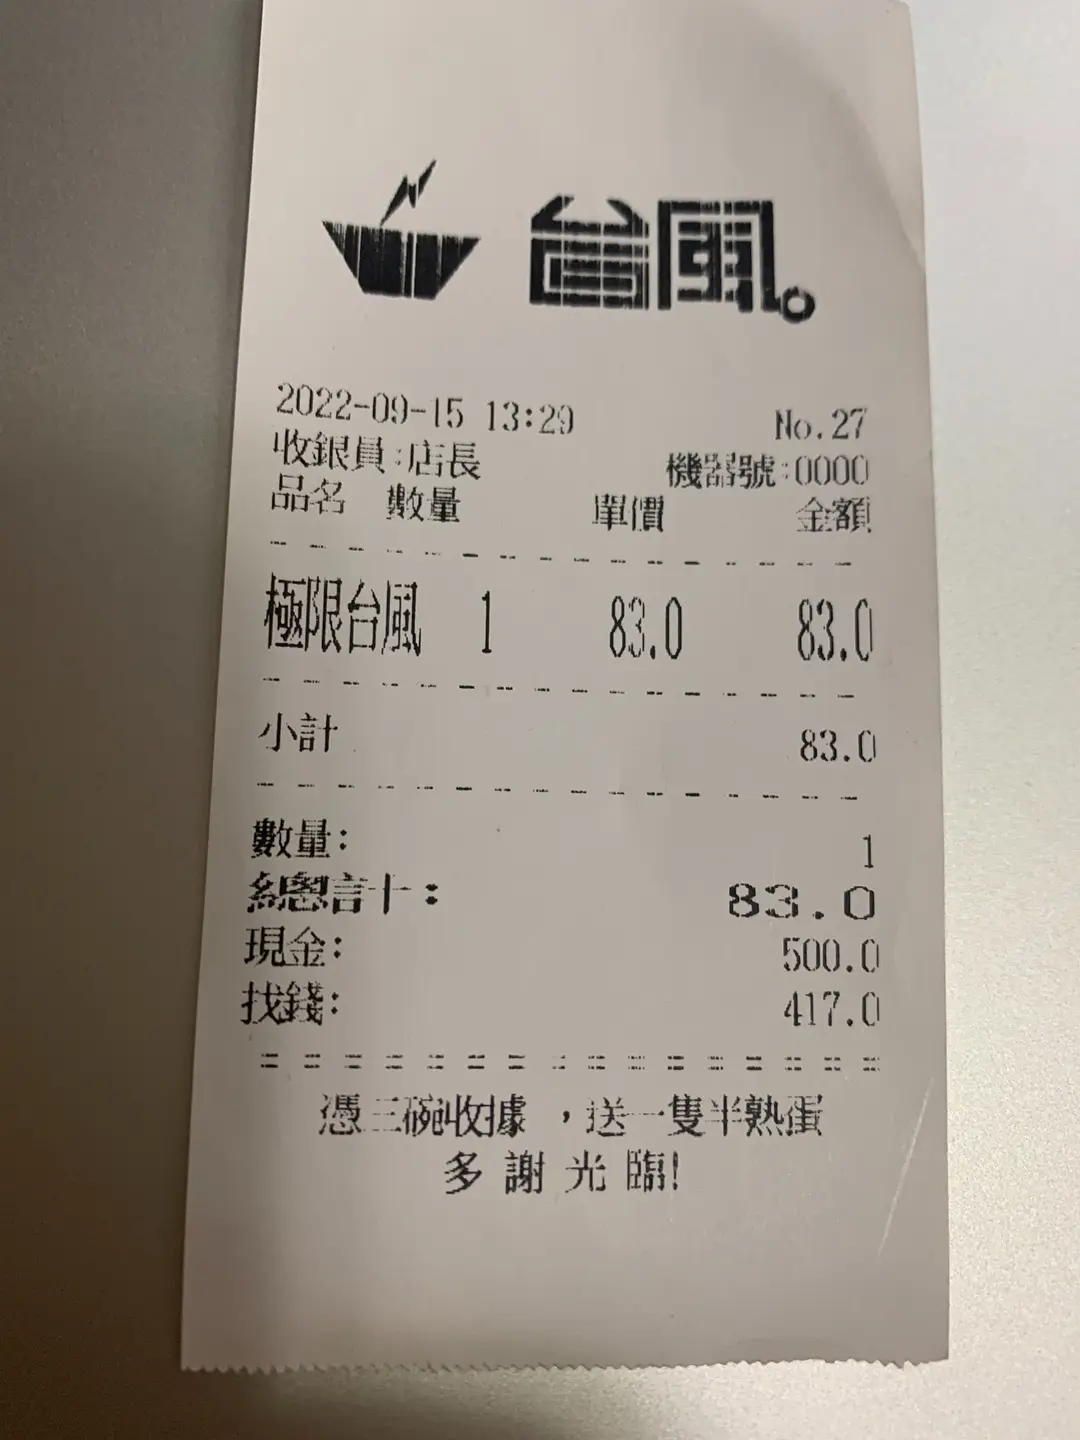 台風。
2022-09-15 13:29 No.27
收銀員:店長 機器號:0000
品名 數量 單價 金額
極限台風 1 83.0 83.0
小計 83.0
數量: 1
總計: 83.0
現金: 500.0
找錢: 417.0
憑三碗收據，送一隻半熟蛋
多謝光臨!